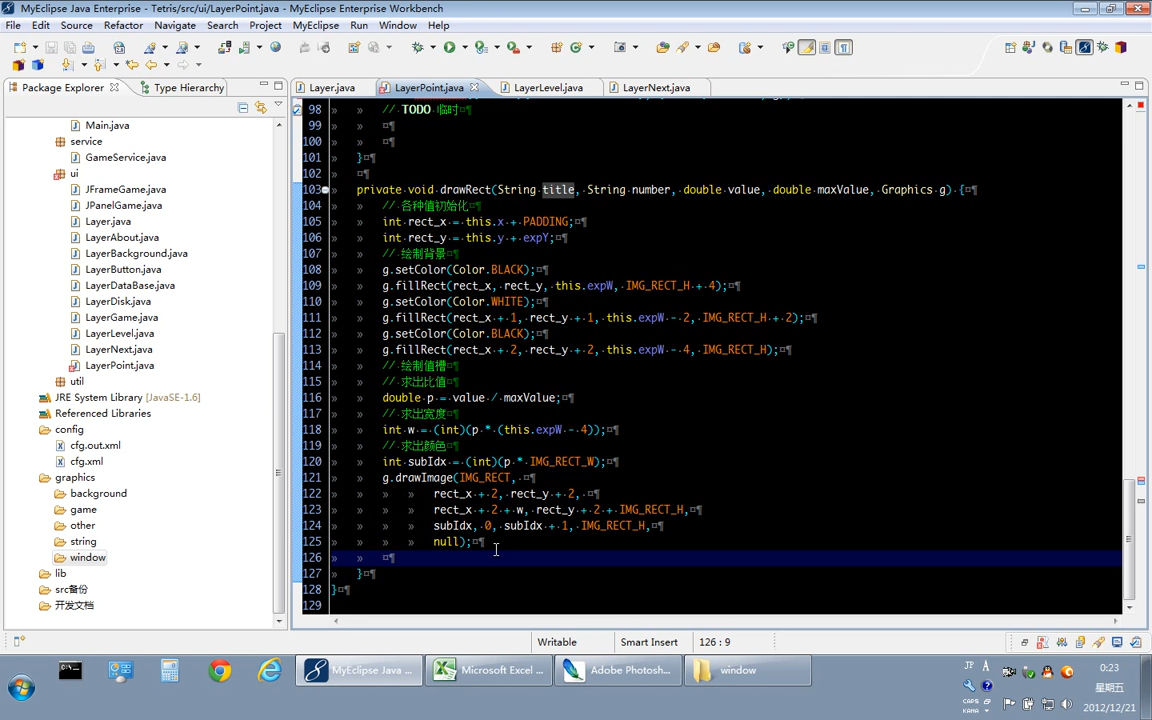 MyEclipse Java Enterprise - Tetris/src/ui/LayerPoint.java - MyEclipse Enterprise Workbench
File Edit Source Refactor Navigate Search Project MyEclipse Run Window Help
Package Explorer Type Hierarchy
Layer.java LayerPoint.java LayerLevel.java LayerNext.java
Main.java
service
GameService.java
ui
JFrameGame.java
JPanelGame.java
Layer.java
LayerAbout.java
LayerBackground.java
LayerButton.java
LayerDataBase.java
LayerDisk.java
LayerGame.java
LayerLevel.java
LayerNext.java
LayerPoint.java
util
JRE System Library [JavaSE-1.6]
Referenced Libraries
config
cfg.out.xml
cfg.xml
graphics
background
game
other
string
window
lib
src备份
开发文档
98 // TODO 临时
99
100
101 }
102
103 private void drawRect(String title, String number, double value, double maxValue, Graphics g) {
104 // 各种值初始化
105 int rect_x = this.x + PADDING;
106 int rect_y = this.y + expY;
107 // 绘制背景
108 g.setColor(Color.BLACK);
109 g.fillRect(rect_x, rect_y, this.expW, IMG_RECT_H + 4);
110 g.setColor(Color.WHITE);
111 g.fillRect(rect_x + 1, rect_y + 1, this.expW - 2, IMG_RECT_H + 2);
112 g.setColor(Color.BLACK);
113 g.fillRect(rect_x + 2, rect_y + 2, this.expW - 4, IMG_RECT_H);
114 // 绘制值槽
115 // 求出比值
116 double p = value / maxValue;
117 // 求出宽度
118 int w = (int)(p * (this.expW - 4));
119 // 求出颜色
120 int subIdx = (int)(p * IMG_RECT_W);
121 g.drawImage(IMG_RECT,
122 rect_x + 2, rect_y + 2,
123 rect_x + 2 + w, rect_y + 2 + IMG_RECT_H,
124 subIdx, 0, subIdx + 1, IMG_RECT_H,
125 null);
126
127 }
128 }
129
Writable Smart Insert 126 : 9
MyEclipse Java ... Microsoft Excel ... Adobe Photosh... window
JP A
CAPS
KANA
0:23
星期五
2012/12/21